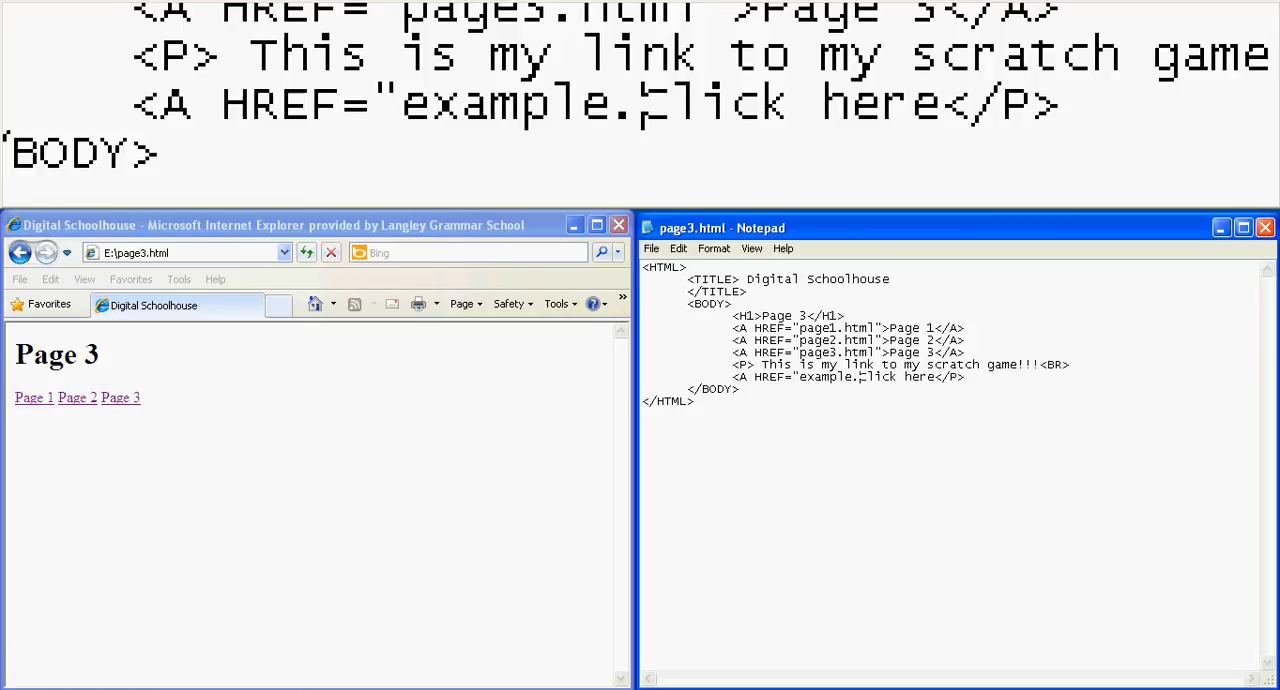 <A HREF="page3.html">Page 3</A>
<P> This is my link to my scratch game
<A HREF="example.Click here</P>
BODY>
Digital Schoolhouse - Microsoft Internet Explorer provided by Langley Grammar School
E:\page3.html
Bing
File Edit View Favorites Tools Help
Favorites
Digital Schoolhouse
Page Safety Tools
»
Page 3
Page 1 Page 2 Page 3
page3.html - Notepad
File Edit Format View Help
<HTML>
<TITLE> Digital Schoolhouse
</TITLE>
<BODY>
<H1>Page 3</H1>
<A HREF="page1.html">Page 1</A>
<A HREF="page2.html">Page 2</A>
<A HREF="page3.html">Page 3</A>
<P> This is my link to my scratch game!!!<BR>
<A HREF="example.Click here</P>
</BODY>
</HTML>